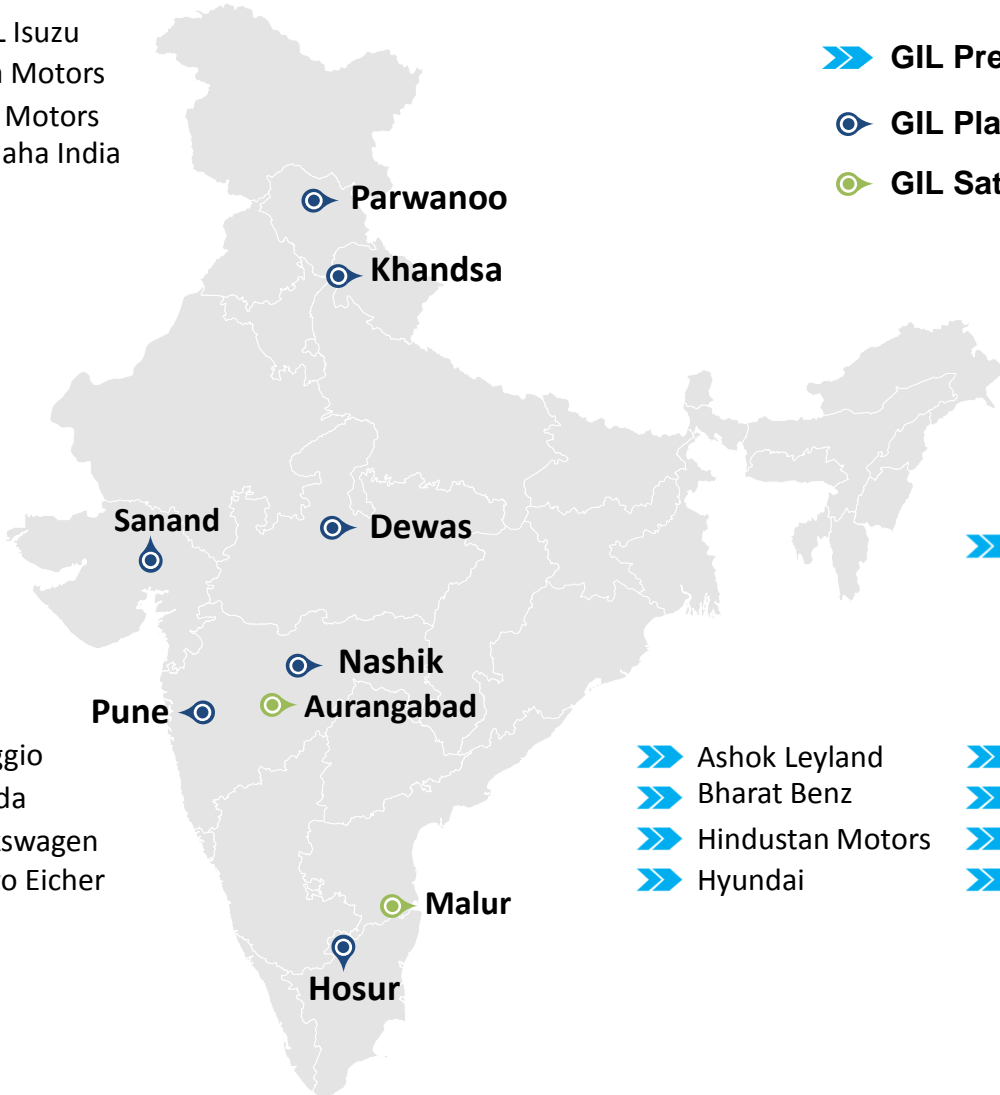 L Isuzu
Motors
Motors
aha India
GIL Pre
GIL Pla
GIL Sat
Parwanoo
Khandsa
Sanand
Dewas
Nashik
Aurangabad
Pune
ggio
da
swagen
o Eicher
Ashok Leyland
Bharat Benz
Hindustan Motors
Hyundai
Malur
Hosur